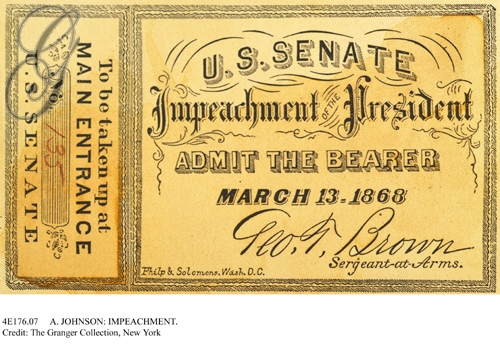 U.S. SENATE
MAIN ENTRANCE
To be taken up at
No. 135
U.S. SENATE
Impeachment OF THE President
ADMIT THE BEARER
MARCH 13-1868
Geo. T. Brown
Sergeant-at-Arms.
Philp & Solomons, Wash. D.C.
4E176.07 A. JOHNSON: IMPEACHMENT.
Credit: The Granger Collection, New York